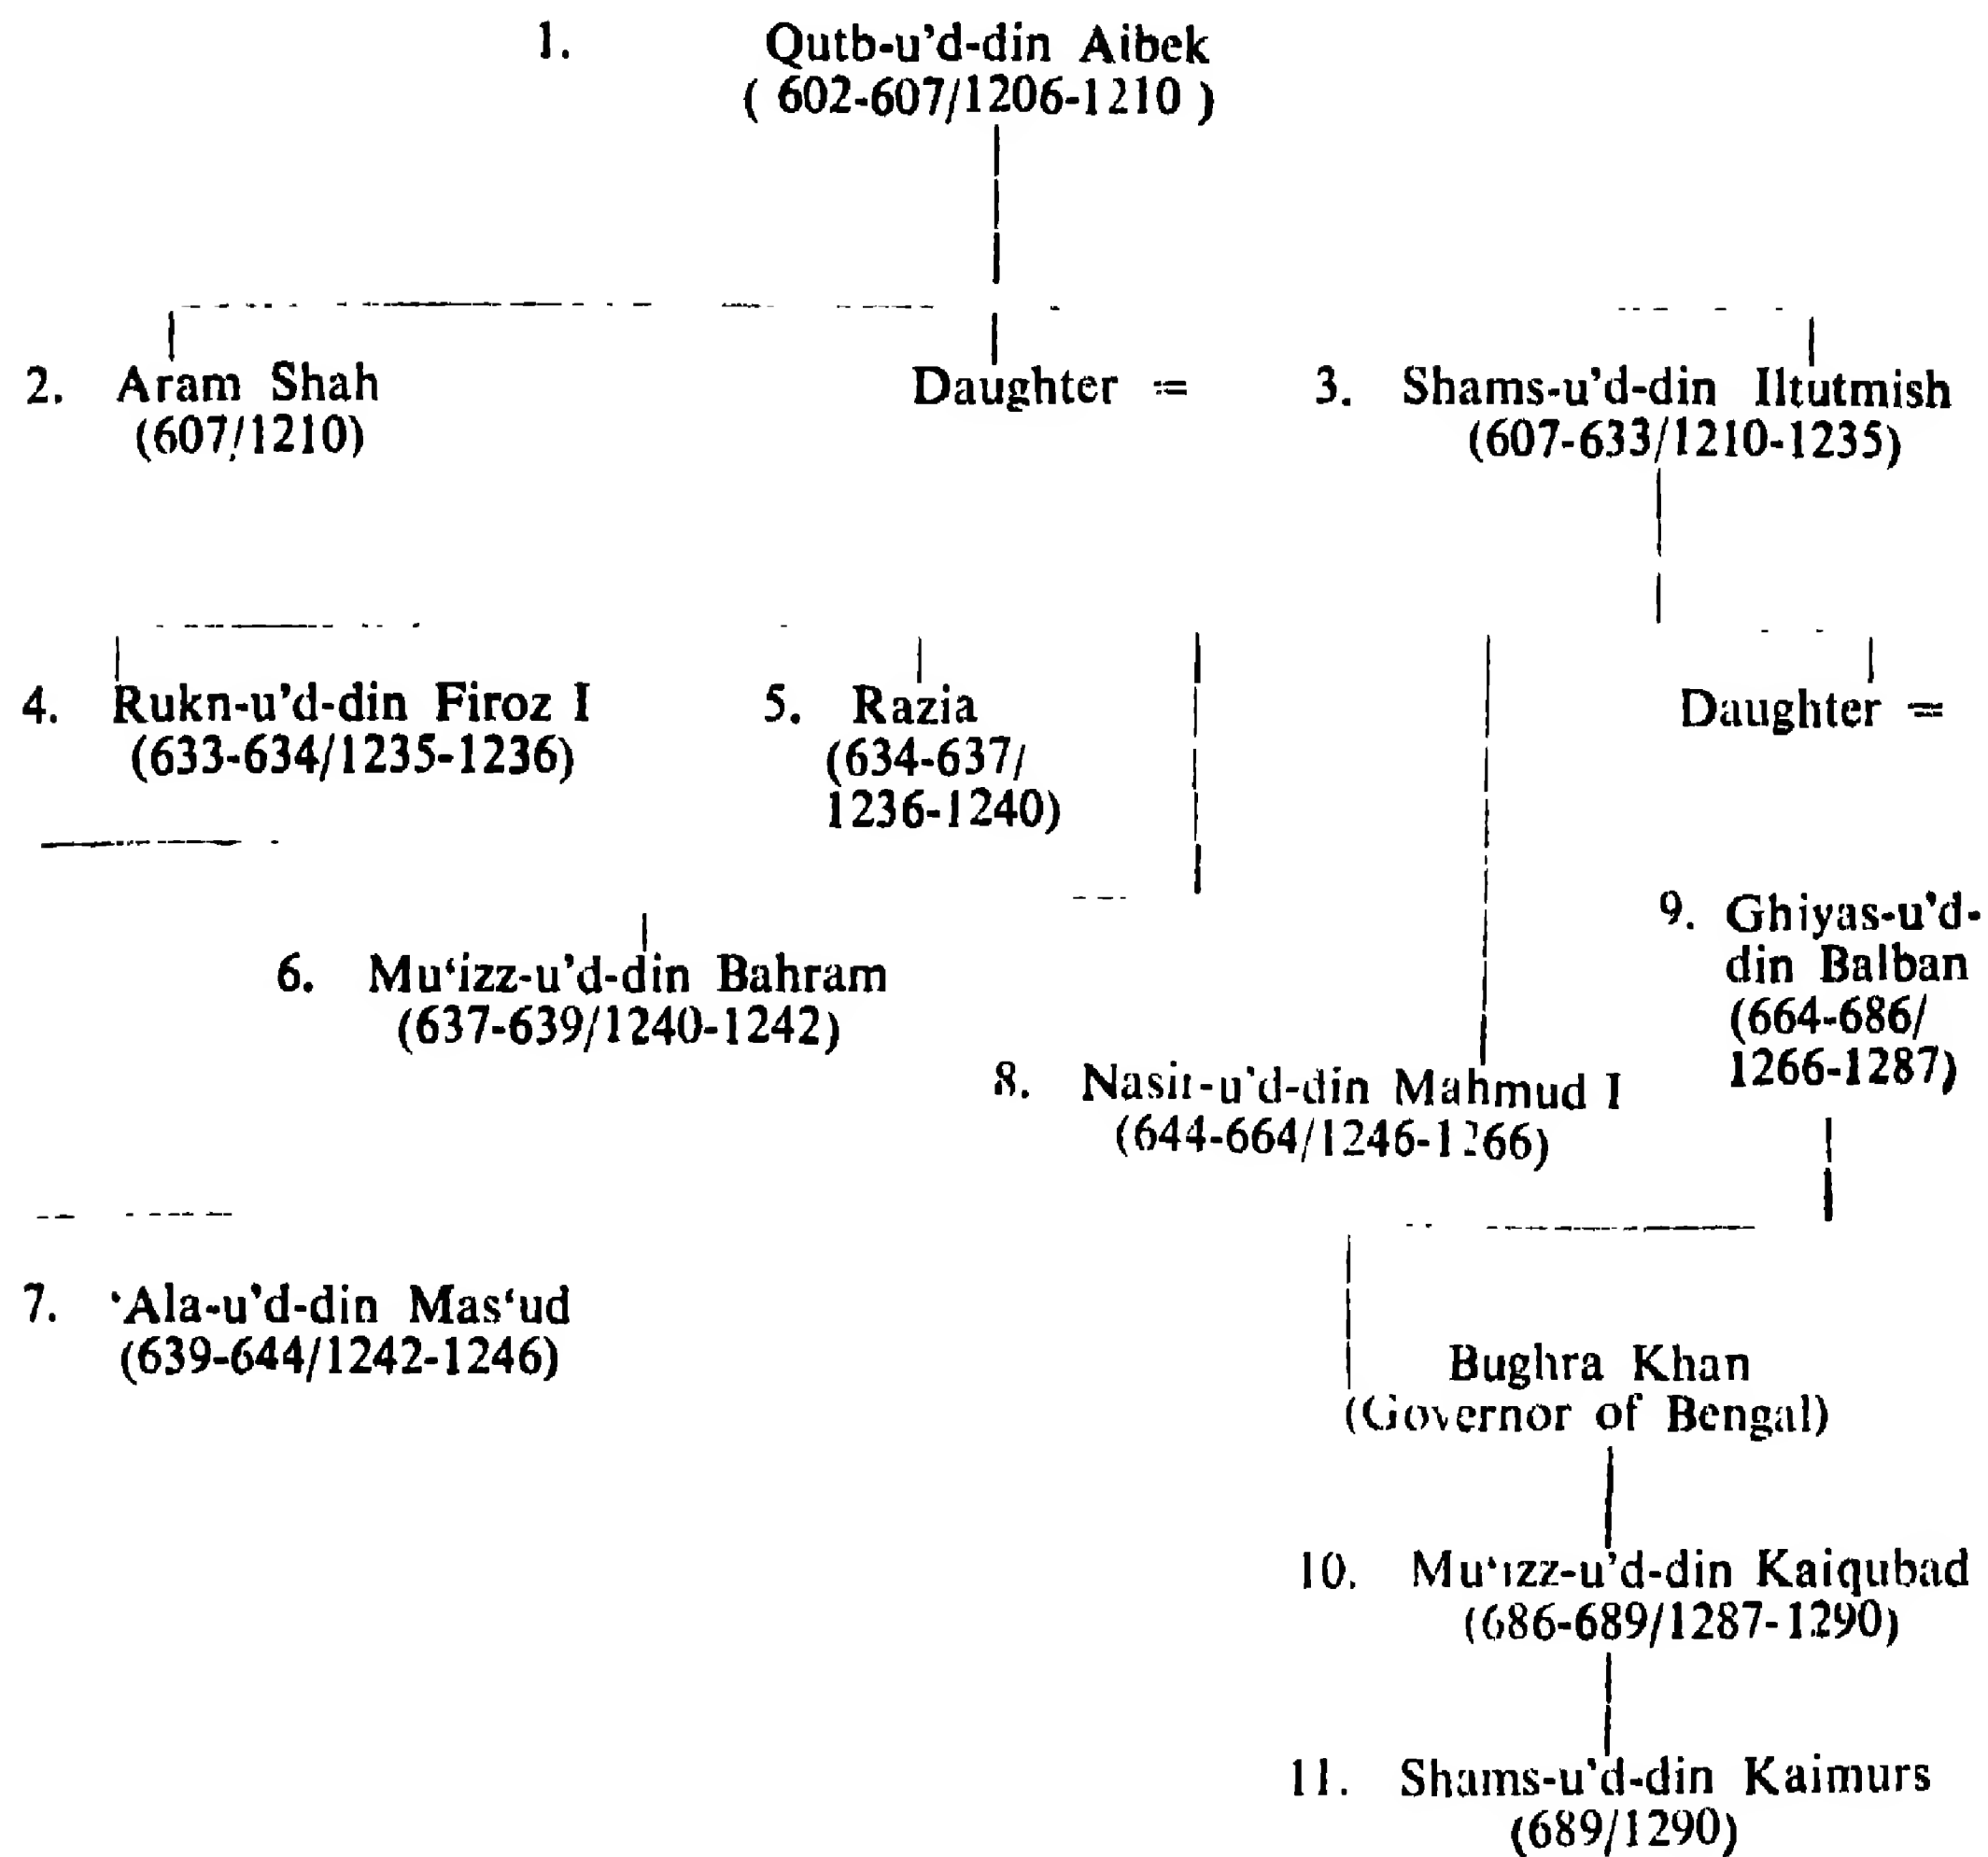 1. Qutb-u'd-din Aibek
( 602-607/1206-1210 )
2. Aram Shah
(607/1210)
Daughter =
3. Shams-u'd-din Iltutmish
(607-633/1210-1235)
4. Rukn-u'd-din Firoz I
(633-634/1235-1236)
5. Razia
(634-637/
1236-1240)
Daughter =
6. Mu‘izz-u'd-din Bahram
(637-639/1240-1242)
9. Ghiyas-u'd-
din Balban
(664-686/
1266-1287)
8. Nasir-u'd-din Mahmud I
(644-664/1246-1266)
7. ‘Ala-u'd-din Mas‘ud
(639-644/1242-1246)
Bughra Khan
(Governor of Bengal)
10. Mu‘izz-u'd-din Kaiqubad
(686-689/1287-1290)
11. Shams-u'd-din Kaimurs
(689/1290)